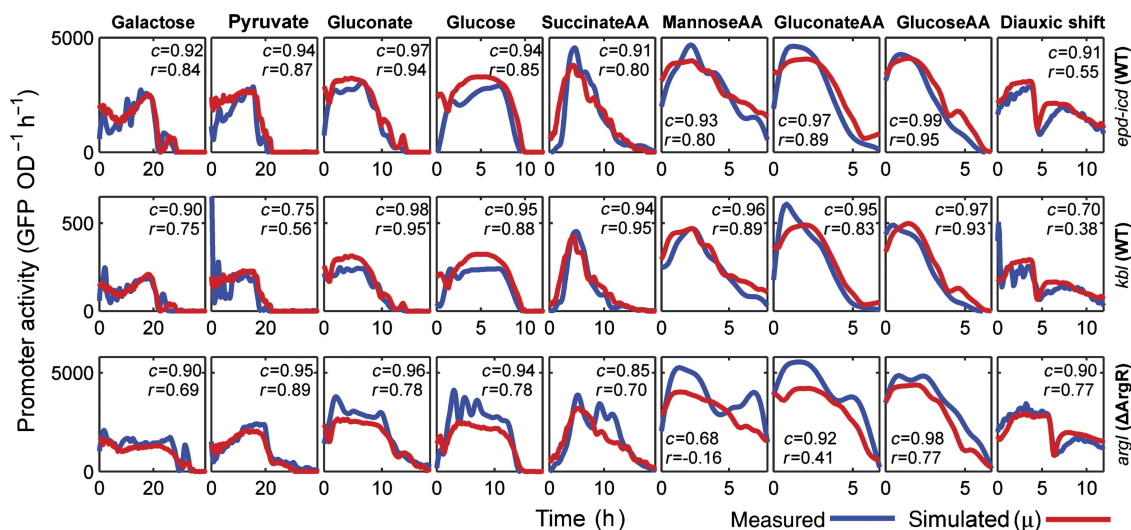 Galactose Pyruvate Gluconate Glucose SuccinateAA MannoseAA GluconateAA GlucoseAA Diauxic shift
Promoter activity (GFP OD⁻¹ h⁻¹)
5000
0
c=0.92
r=0.84
c=0.94
r=0.87
c=0.97
r=0.94
c=0.94
r=0.85
c=0.91
r=0.80
c=0.93
r=0.80
c=0.97
r=0.89
c=0.99
r=0.95
c=0.91
r=0.55
epd-icd (WT)
0 20 0 20 0 10 0 5 10 0 10 0 5 0 5 0 5 0 5 10
500
0
c=0.90
r=0.75
c=0.75
r=0.56
c=0.98
r=0.95
c=0.95
r=0.88
c=0.94
r=0.95
c=0.96
r=0.89
c=0.95
r=0.83
c=0.97
r=0.93
c=0.70
r=0.38
kbl (WT)
0 20 0 20 0 10 0 5 10 0 10 0 5 0 5 0 5 0 5 10
5000
0
c=0.90
r=0.69
c=0.95
r=0.89
c=0.96
r=0.78
c=0.94
r=0.78
c=0.85
r=0.70
c=0.68
r=-0.16
c=0.92
r=0.41
c=0.98
r=0.77
c=0.90
r=0.77
argI (ΔArgR)
0 20 0 20 0 10 0 10 0 10 0 5 0 5 0 5 0 5 10
Time (h)
Measured Simulated (μ)